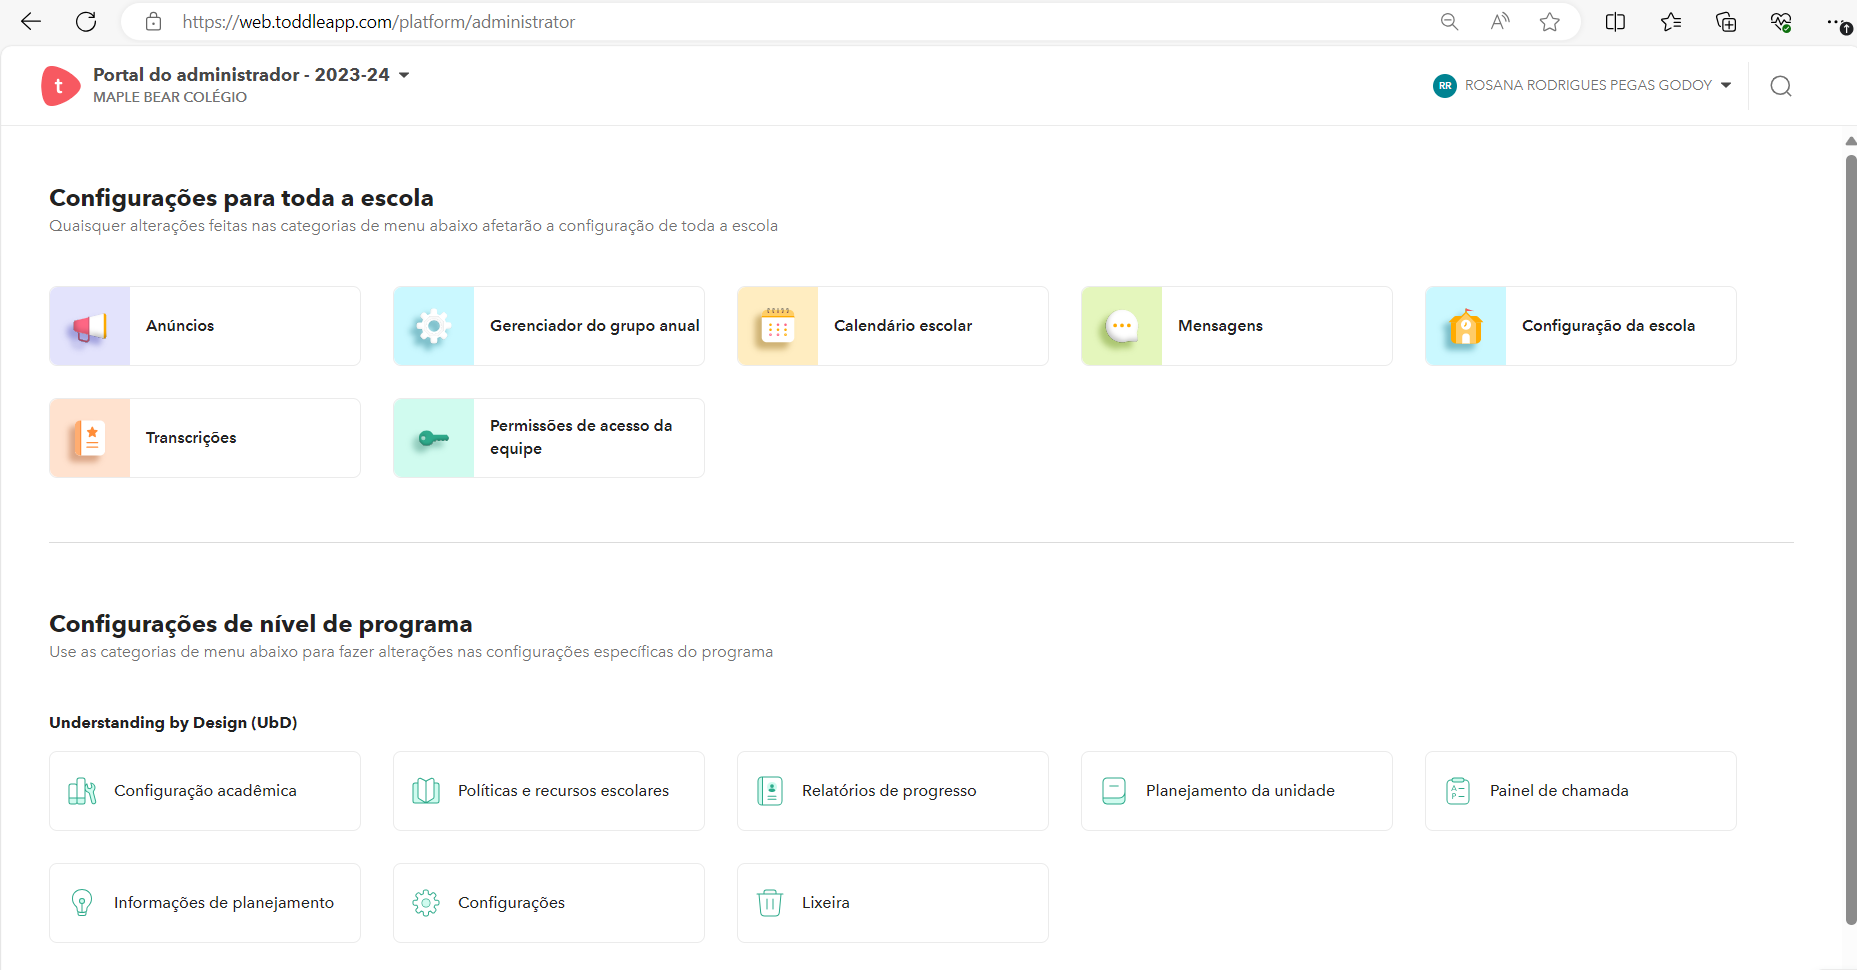 https://web.toddleapp.com/platform/administrator
t
Portal do administrador - 2023-24
MAPLE BEAR COLÉGIO
RR
ROSANA RODRIGUES PEGAS GODOY
Configurações para toda a escola
Quaisquer alterações feitas nas categorias de menu abaixo afetarão a configuração de toda a escola
Anúncios
Gerenciador do grupo anual
Calendário escolar
Mensagens
Configuração da escola
Transcrições
Permissões de acesso da
equipe
Configurações de nível de programa
Use as categorias de menu abaixo para fazer alterações nas configurações específicas do programa
Understanding by Design (UbD)
Configuração acadêmica
Políticas e recursos escolares
Relatórios de progresso
Planejamento da unidade
Painel de chamada
Informações de planejamento
Configurações
Lixeira